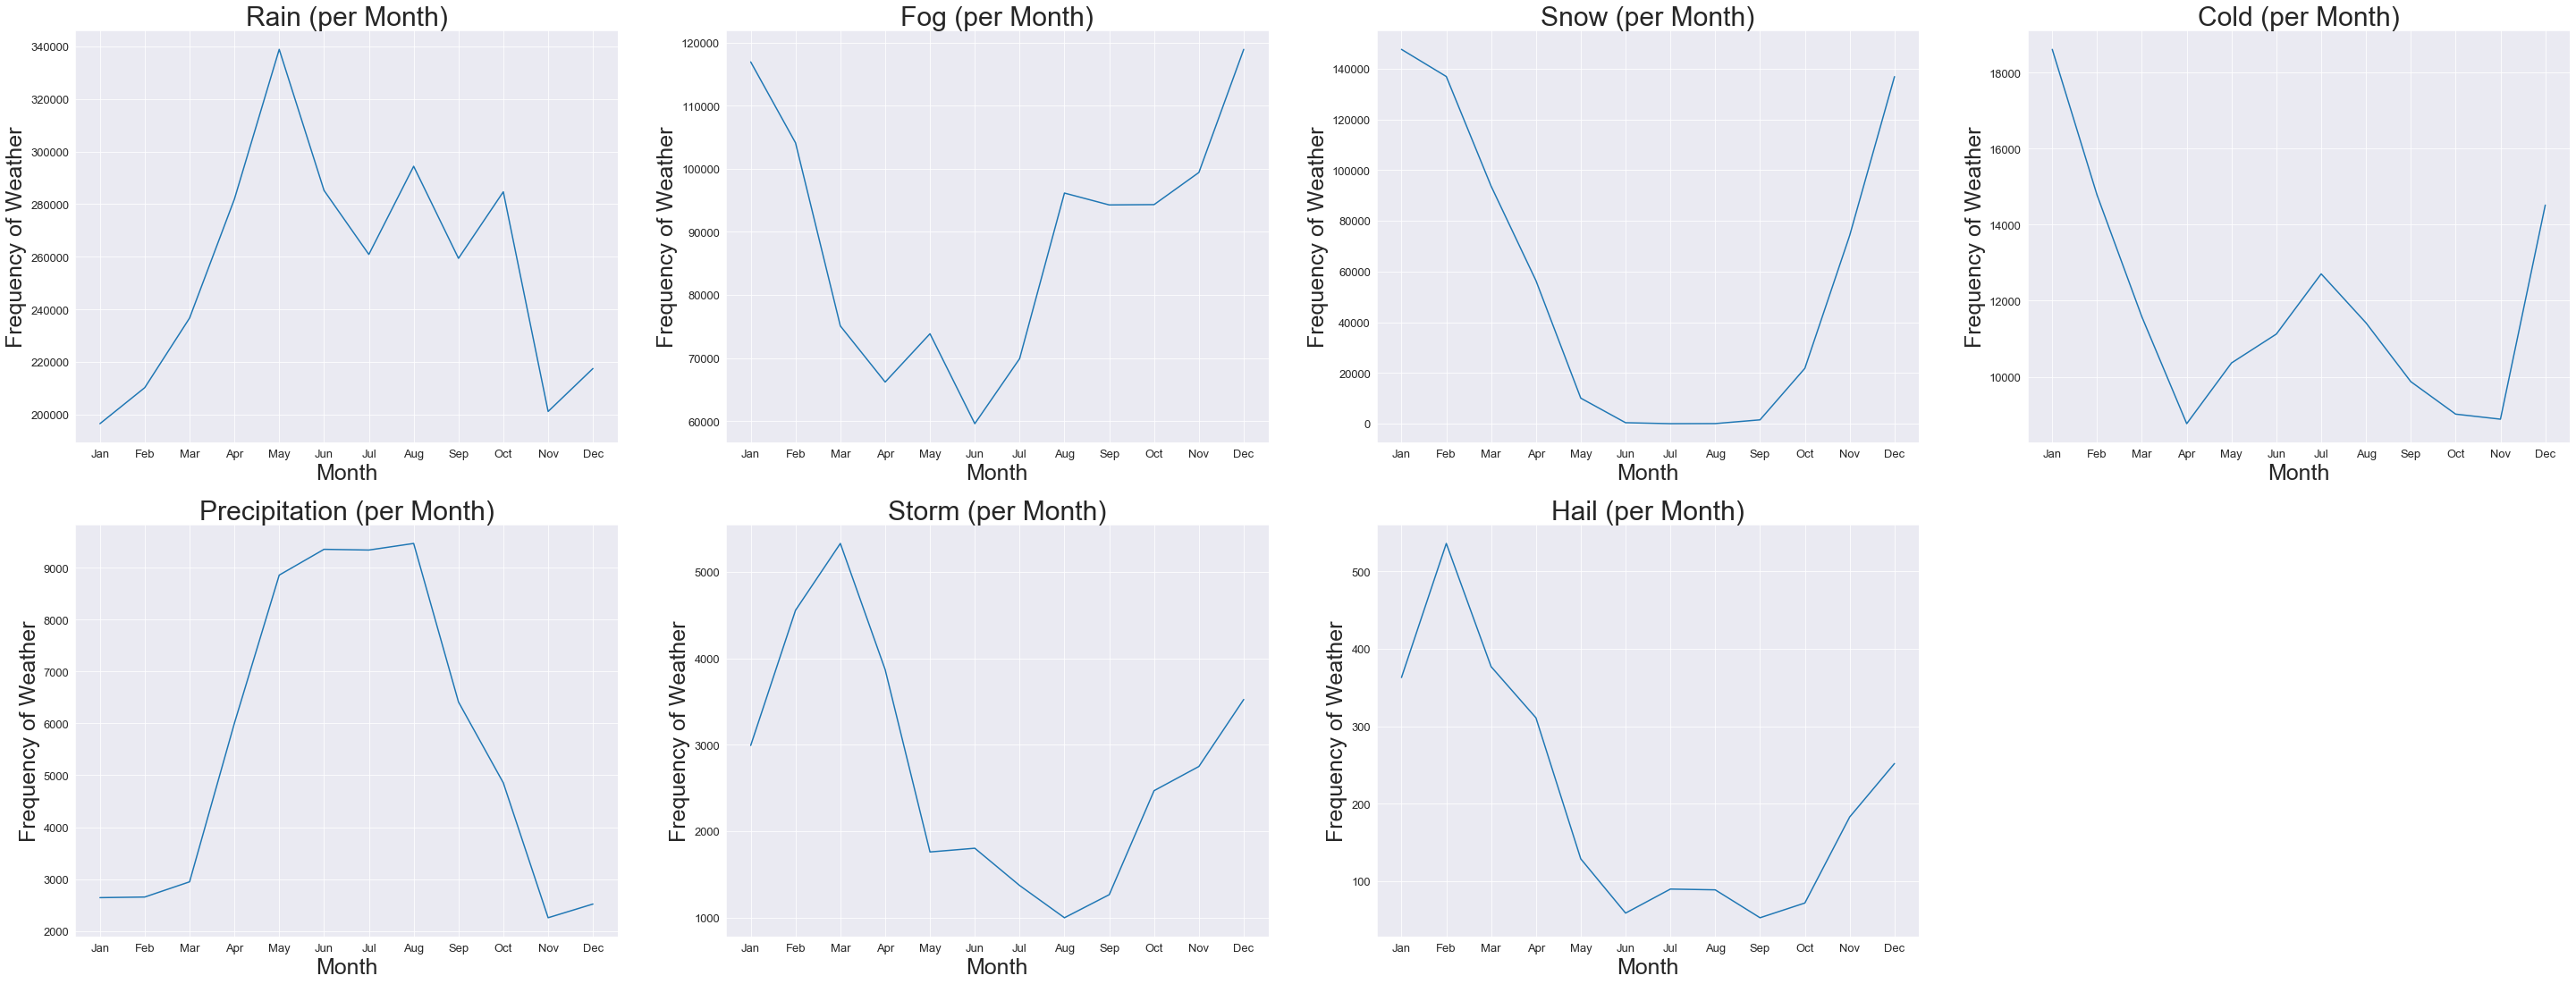 Rain (per Month)
Frequency of Weather
340000
320000
300000
280000
260000
240000
220000
200000
Jan Feb Mar Apr May Jun Jul Aug Sep Oct Nov Dec
Month
Fog (per Month)
Frequency of Weather
120000
110000
100000
90000
80000
70000
60000
Jan Feb Mar Apr May Jun Jul Aug Sep Oct Nov Dec
Month
Snow (per Month)
Frequency of Weather
140000
120000
100000
80000
60000
40000
20000
0
Jan Feb Mar Apr May Jun Jul Aug Sep Oct Nov Dec
Month
Cold (per Month)
Frequency of Weather
18000
16000
14000
12000
10000
Jan Feb Mar Apr May Jun Jul Aug Sep Oct Nov Dec
Month
Precipitation (per Month)
Frequency of Weather
9000
8000
7000
6000
5000
4000
3000
2000
Jan Feb Mar Apr May Jun Jul Aug Sep Oct Nov Dec
Month
Storm (per Month)
Frequency of Weather
5000
4000
3000
2000
1000
Jan Feb Mar Apr May Jun Jul Aug Sep Oct Nov Dec
Month
Hail (per Month)
Frequency of Weather
500
400
300
200
100
Jan Feb Mar Apr May Jun Jul Aug Sep Oct Nov Dec
Month